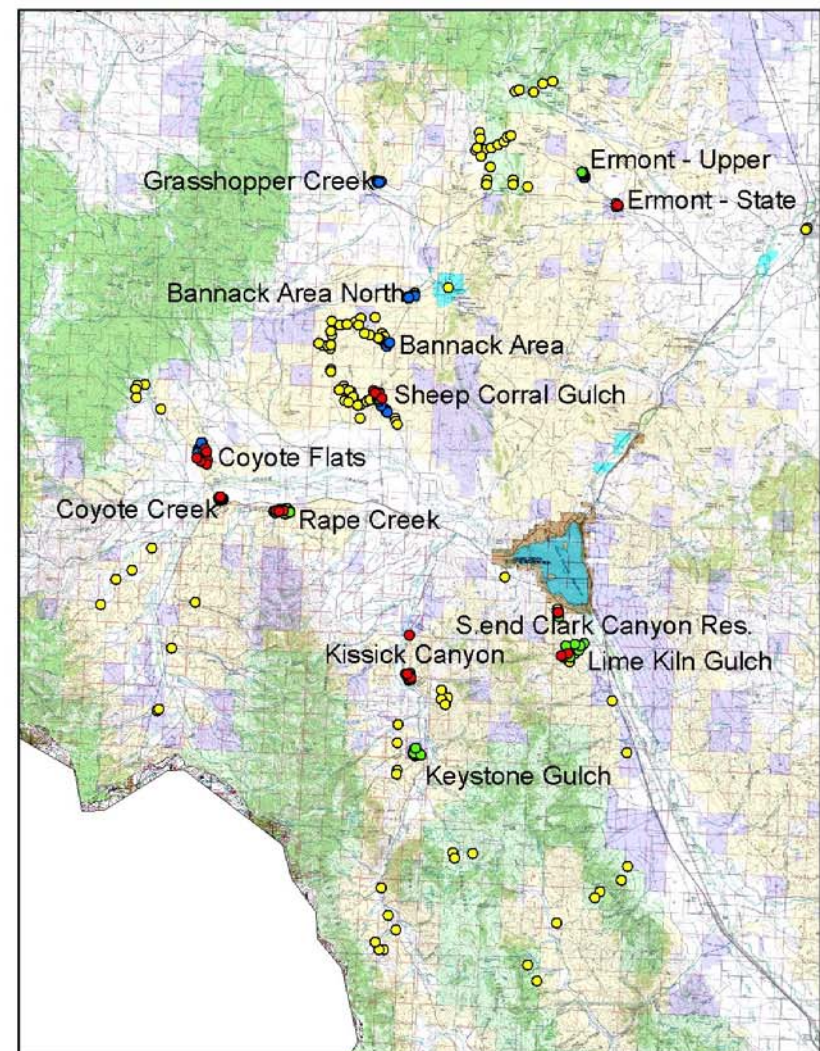 Ermont - Upper
Grasshopper Creek
Ermont - State
Bannack Area North
Bannack Area
Sheep Corral Gulch
Coyote Flats
Coyote Creek
Rape Creek
S.end Clark Canyon Res.
Kissick Canyon
Lime Kiln Gulch
Keystone Gulch